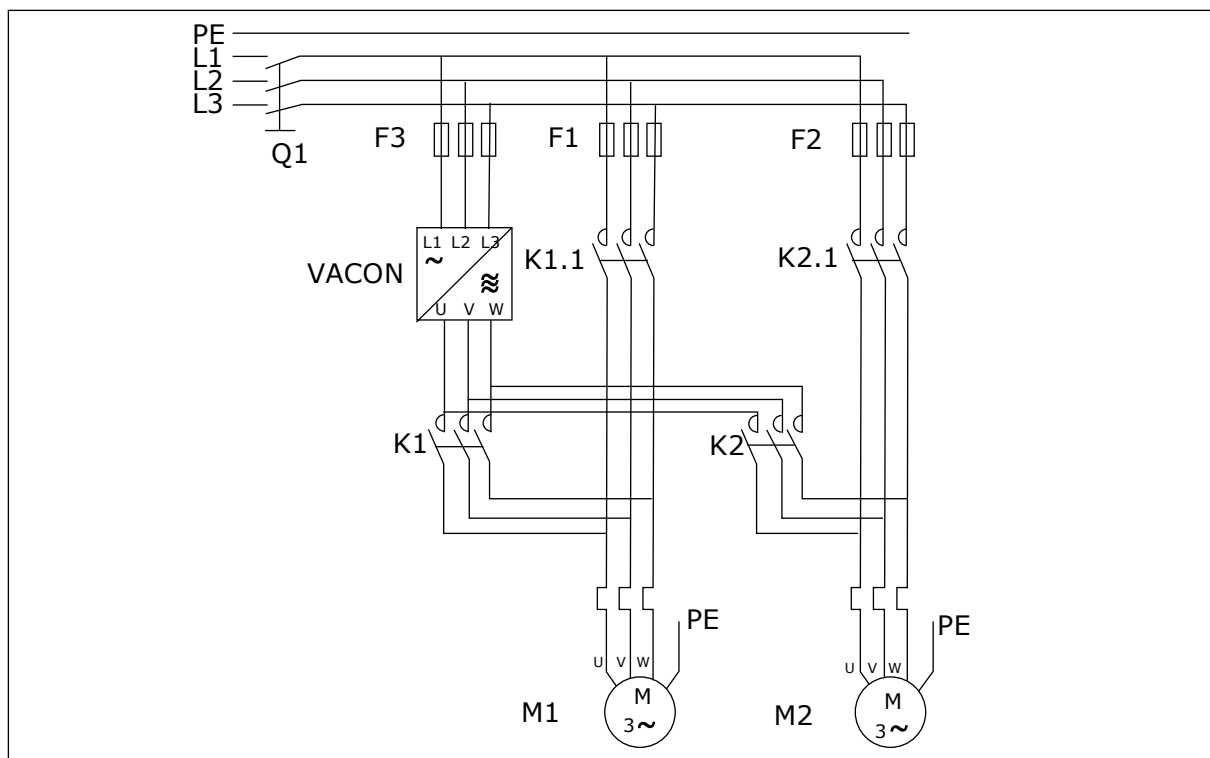 PE
L1
L2
L3
Q1
F3
F1
F2
L1 L2 L3
~
VACON
U V W
K1.1
K2.1
K1
K2
PE
PE
U V W
U V W
M1
M
3~
M2
M
3~